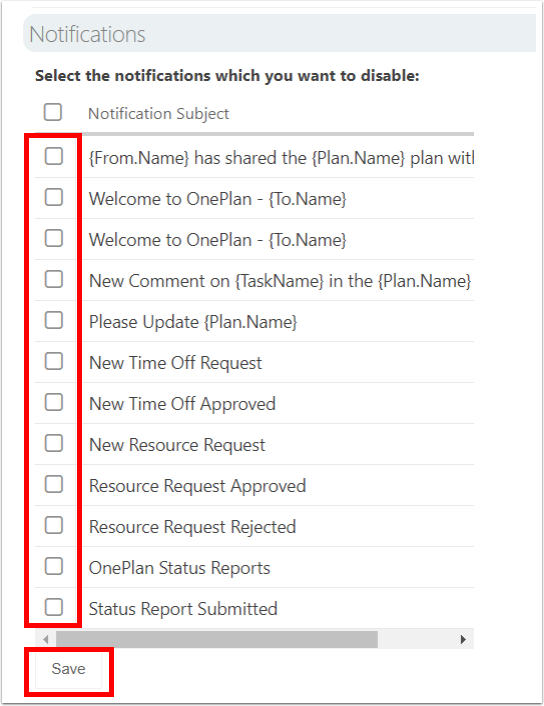 Notifications
Select the notifications which you want to disable:
Notification Subject
{From.Name} has shared the {Plan.Name} plan with
Welcome to OnePlan - {To.Name}
Welcome to OnePlan - {To.Name}
New Comment on {TaskName} in the {Plan.Name}
Please Update {Plan.Name}
New Time Off Request
New Time Off Approved
New Resource Request
Resource Request Approved
Resource Request Rejected
OnePlan Status Reports
Status Report Submitted
Save